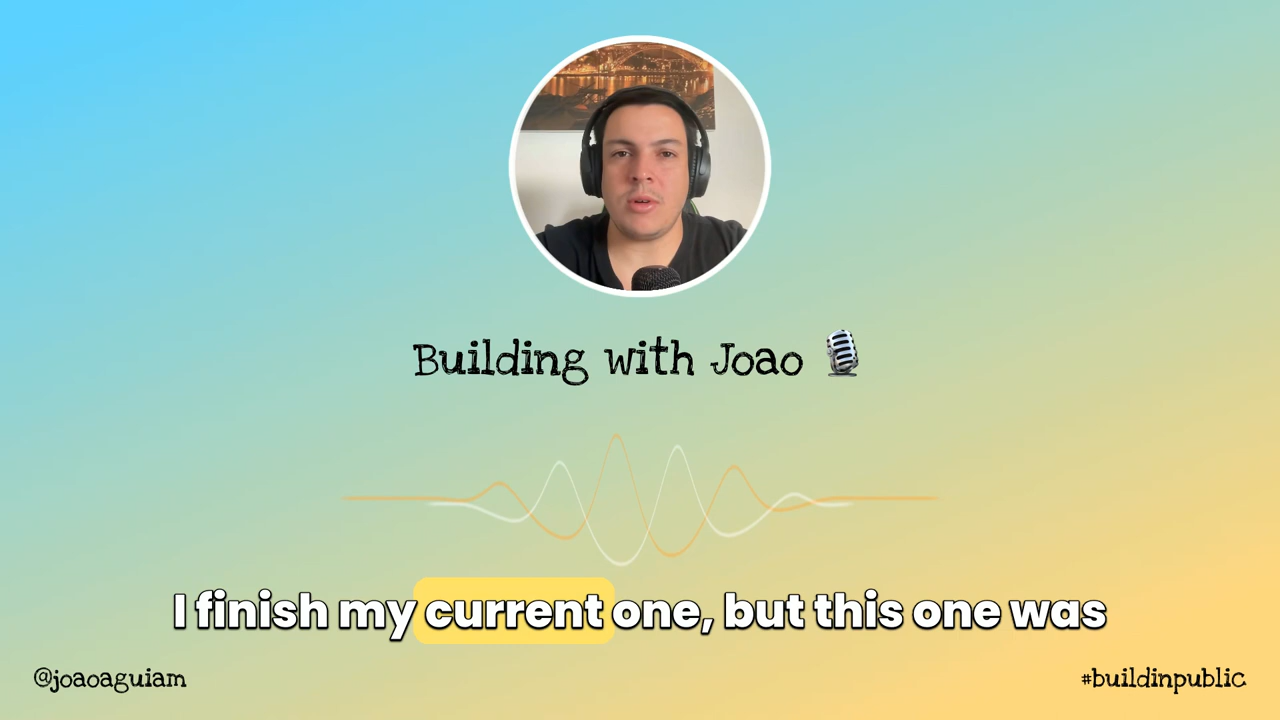 Building with Joao 🎙️
I finish my current one, but this one was
@joaoaguiam
#buildinpublic